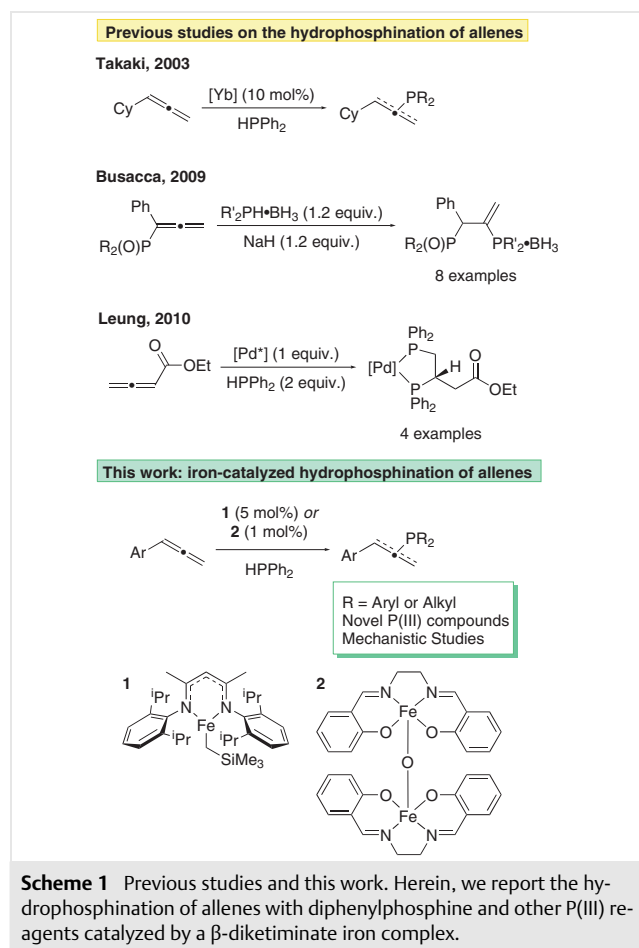 Previous studies on the hydrophosphination of allenes
Takaki, 2003
Cy
[Yb] (10 mol%)
HPPh2
Cy
PR2
Busacca, 2009
Ph
R2(O)P
R'2PH•BH3 (1.2 equiv.)
NaH (1.2 equiv.)
Ph
R2(O)P
PR'2•BH3
8 examples
Leung, 2010
O
OEt
[Pd*] (1 equiv.)
HPPh2 (2 equiv.)
Ph2
P
[Pd]
H
O
P
Ph2
OEt
4 examples
This work: iron-catalyzed hydrophosphination of allenes
Ar
1 (5 mol%) or
2 (1 mol%)
HPPh2
Ar
PR2
R = Aryl or Alkyl
Novel P(III) compounds
Mechanistic Studies
1
iPr
iPr
N
N
Fe
iPr
iPr
SiMe3
2
N
N
Fe
O
O
O
O
O
Fe
N
N
Scheme 1 Previous studies and this work. Herein, we report the hy-
drophosphination of allenes with diphenylphosphine and other P(III) re-
agents catalyzed by a β-diketiminate iron complex.